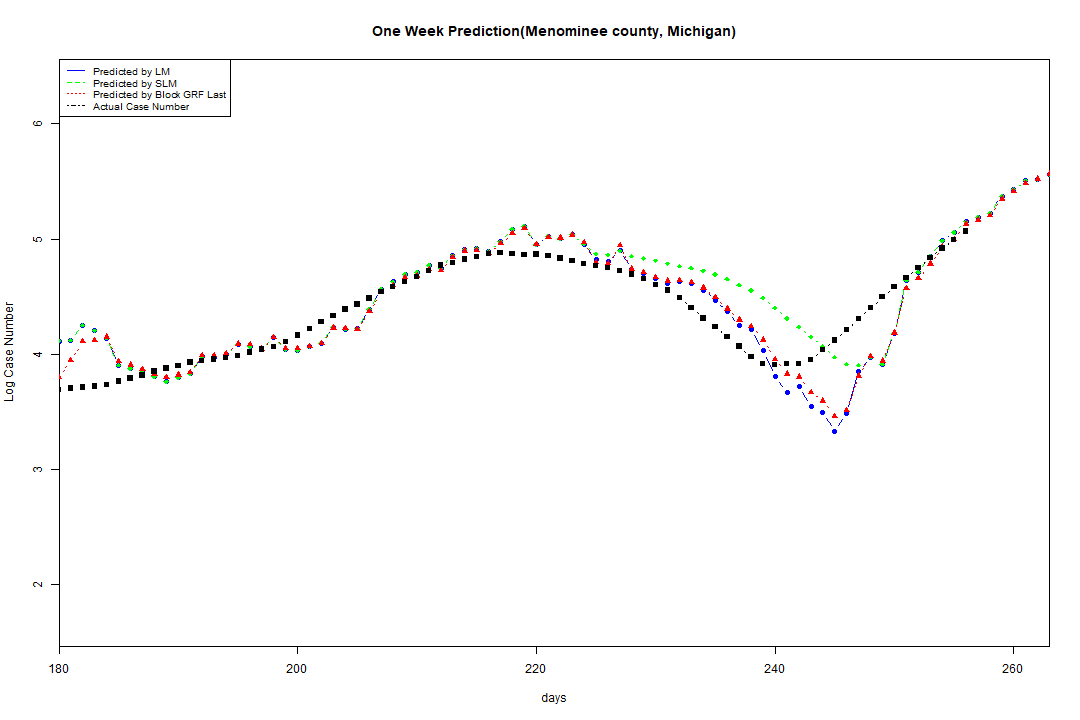 One Week Prediction(Menominee county, Michigan)
Predicted by LM
Predicted by SLM
Predicted by Block GRF Last
Actual Case Number
Log Case Number
6
5
4
3
2
180 200 220 240 260
days